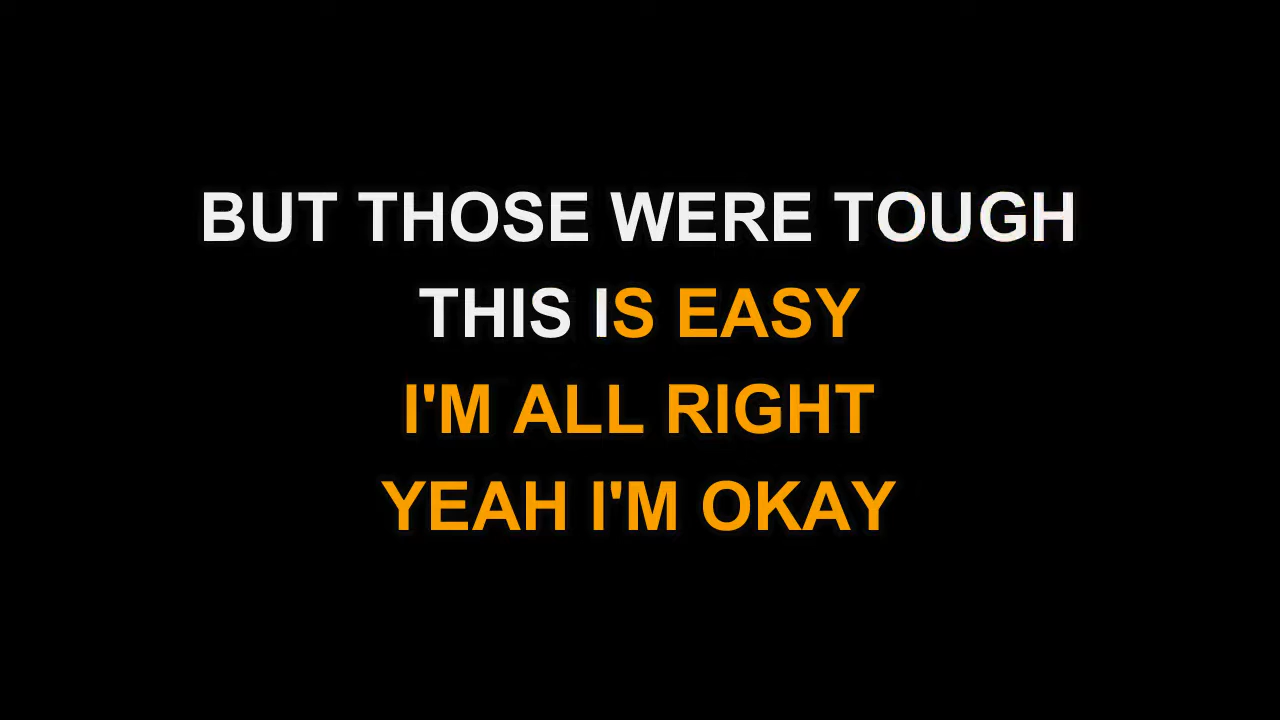 BUT THOSE WERE TOUGH
THIS IS EASY
I'M ALL RIGHT
YEAH I'M OKAY